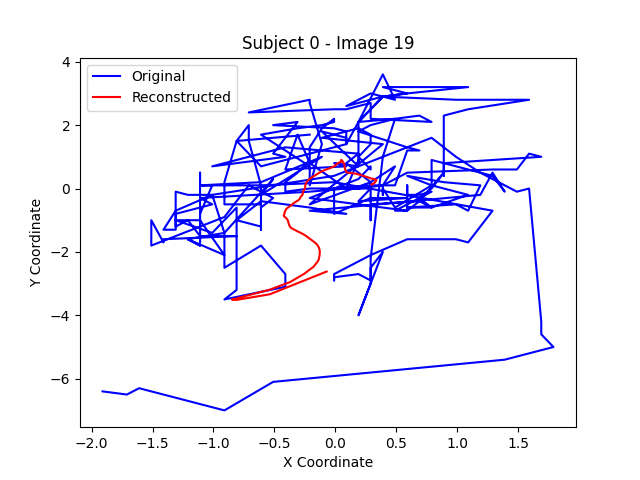 Subject 0 - Image 19
Original
Reconstructed
Y Coordinate
4
2
0
−2
−4
−6
−2.0 −1.5 −1.0 −0.5 0.0 0.5 1.0 1.5
X Coordinate